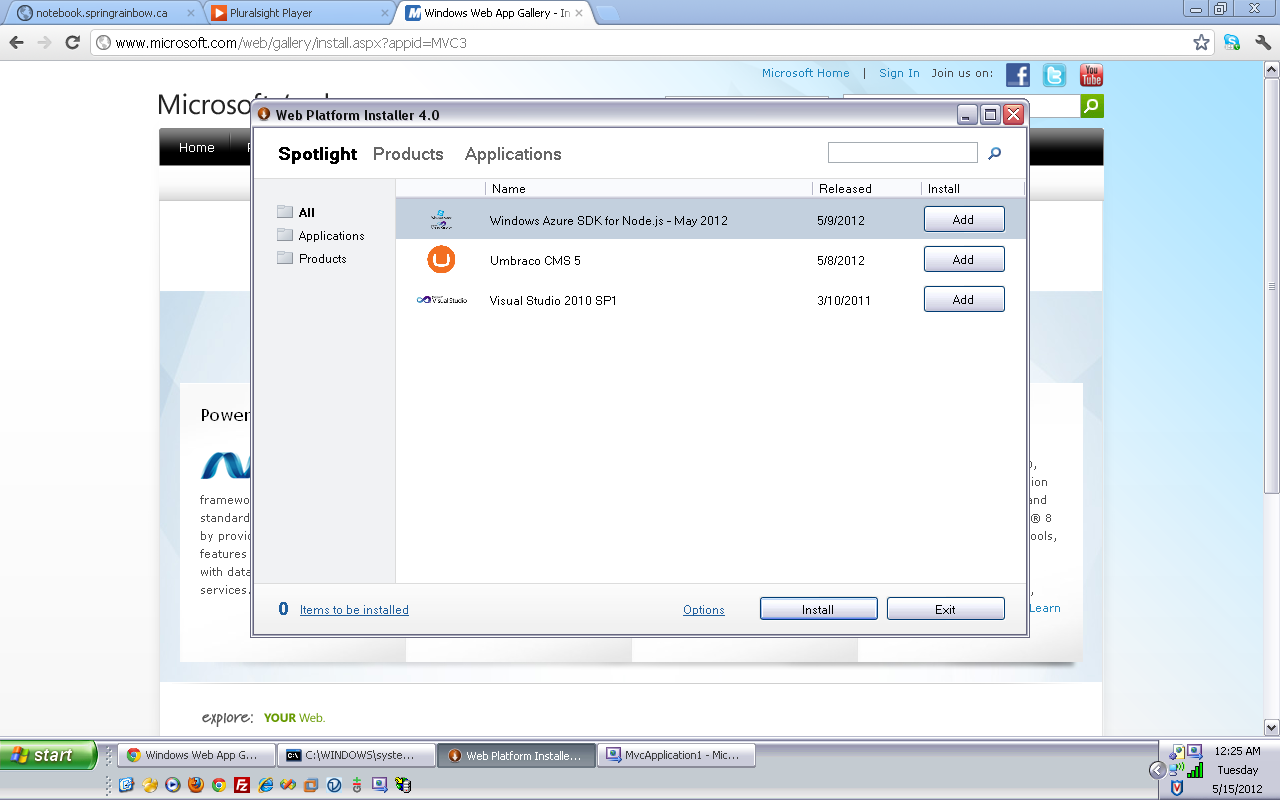 notebook.springrainbow.ca
Pluralsight Player
Windows Web App Gallery - In
www.microsoft.com/web/gallery/install.aspx?appid=MVC3
Microsoft Home | Sign In Join us on:
You Tube
Microsoft
Home
Web Platform Installer 4.0
Spotlight Products Applications
Name Released Install
All
Applications
Products
Windows Azure SDK for Node.js - May 2012 5/9/2012 Add
Umbraco CMS 5 5/8/2012 Add
Visual Studio 2010 SP1 3/10/2011 Add
Power
framewo
standard
by provid
features
with data
services.
and
® 8
Learn
0 Items to be installed Options Install Exit
explore: YOUR Web.
start
Windows Web App G...
C:\WINDOWS\syste...
Web Platform Installe...
MvcApplication1 - Mic...
12:25 AM
Tuesday
5/15/2012